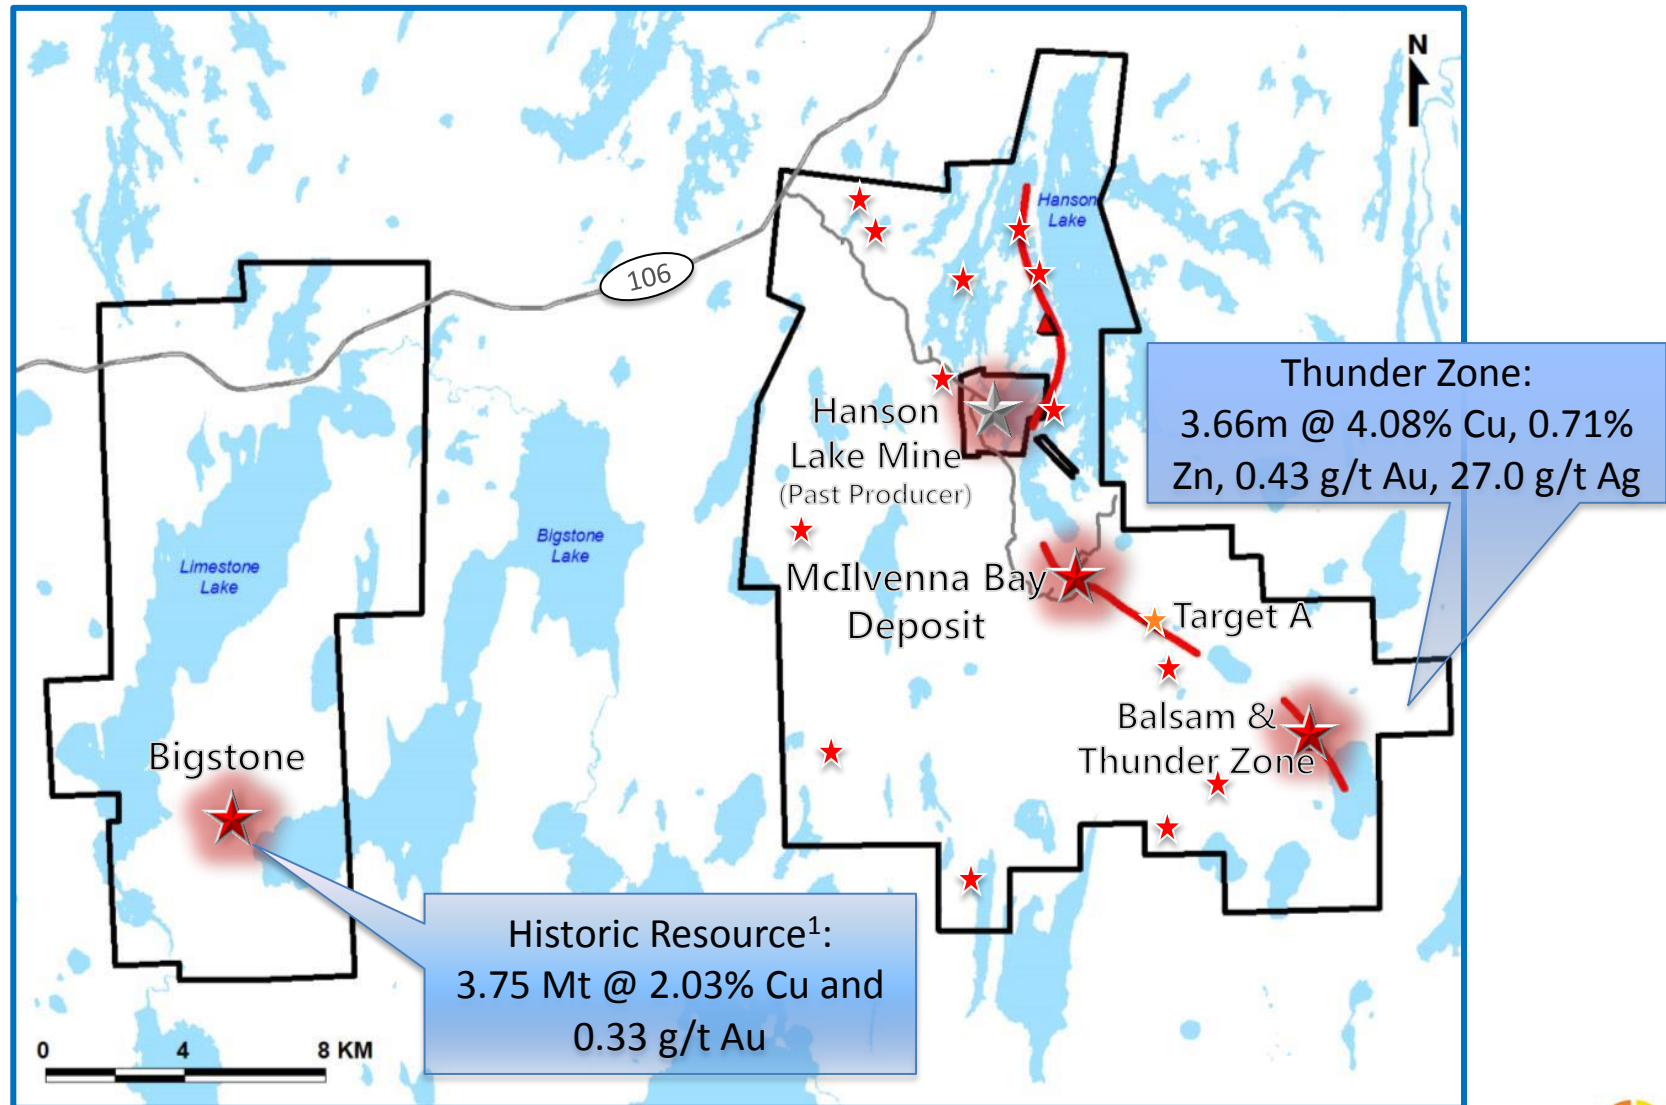 N
Hanson
Lake
106
Thunder Zone:
3.66m @ 4.08% Cu, 0.71%
Zn, 0.43 g/t Au, 27.0 g/t Ag
Hanson
Lake Mine
(Past Producer)
Bigstone
Lake
Limestone
Lake
McIlvenna Bay
Deposit
Target A
Balsam &
Thunder Zone
Bigstone
Historic Resource¹:
3.75 Mt @ 2.03% Cu and
0.33 g/t Au
0 4 8 KM